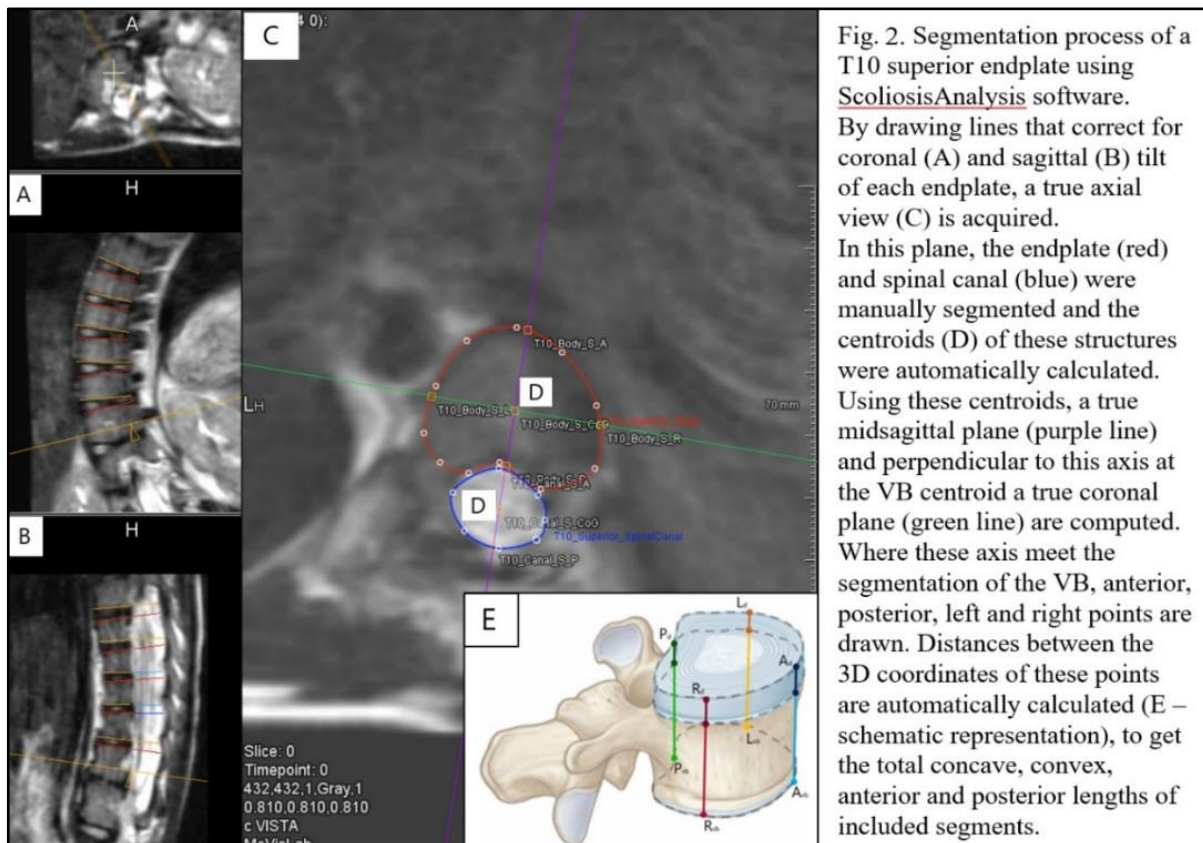 A
C
4 0):
A
H
B
H
LH
T10_Body_S_A
D
T10_Body_S_L
T10_Body_S_CoG
T10_Body_S_R
70 mm
T10_Canal_S_A
D
T10_Canal_S_CoG
T10_Superior_SpinalCanal
T10_Canal_S_P
E
Slice: 0
Timepoint: 0
432,432,1,Gray,1
0.810,0.810,0.810
c VISTA
Fig. 2. Segmentation process of a
T10 superior endplate using
ScoliosisAnalysis software.
By drawing lines that correct for
coronal (A) and sagittal (B) tilt
of each endplate, a true axial
view (C) is acquired.
In this plane, the endplate (red)
and spinal canal (blue) were
manually segmented and the
centroids (D) of these structures
were automatically calculated.
Using these centroids, a true
midsagittal plane (purple line)
and perpendicular to this axis at
the VB centroid a true coronal
plane (green line) are computed.
Where these axis meet the
segmentation of the VB, anterior,
posterior, left and right points are
drawn. Distances between the
3D coordinates of these points
are automatically calculated (E –
schematic representation), to get
the total concave, convex,
anterior and posterior lengths of
included segments.